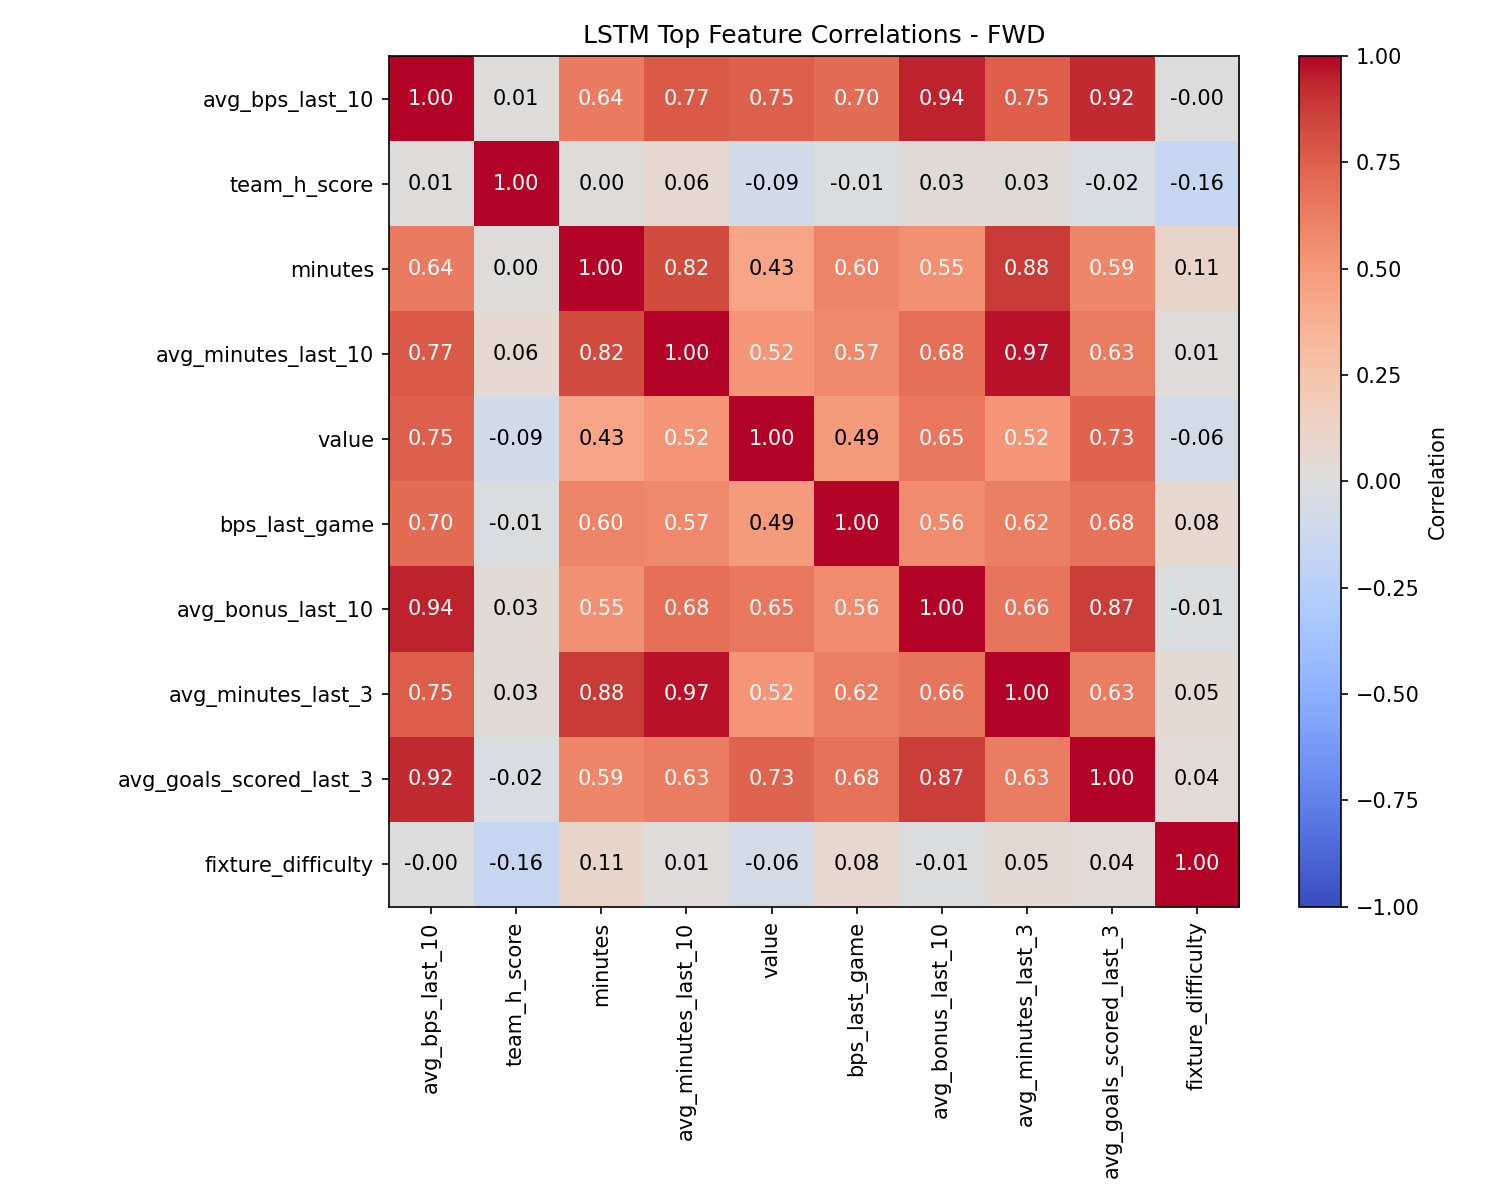 LSTM Top Feature Correlations - FWD
avg_bps_last_10 1.00 0.01 0.64 0.77 0.75 0.70 0.94 0.75 0.92 -0.00
team_h_score 0.01 1.00 0.00 0.06 -0.09 -0.01 0.03 0.03 -0.02 -0.16
minutes 0.64 0.00 1.00 0.82 0.43 0.60 0.55 0.88 0.59 0.11
avg_minutes_last_10 0.77 0.06 0.82 1.00 0.52 0.57 0.68 0.97 0.63 0.01
value 0.75 -0.09 0.43 0.52 1.00 0.49 0.65 0.52 0.73 -0.06
bps_last_game 0.70 -0.01 0.60 0.57 0.49 1.00 0.56 0.62 0.68 0.08
avg_bonus_last_10 0.94 0.03 0.55 0.68 0.65 0.56 1.00 0.66 0.87 -0.01
avg_minutes_last_3 0.75 0.03 0.88 0.97 0.52 0.62 0.66 1.00 0.63 0.05
avg_goals_scored_last_3 0.92 -0.02 0.59 0.63 0.73 0.68 0.87 0.63 1.00 0.04
fixture_difficulty -0.00 -0.16 0.11 0.01 -0.06 0.08 -0.01 0.05 0.04 1.00
avg_bps_last_10
team_h_score
minutes
avg_minutes_last_10
value
bps_last_game
avg_bonus_last_10
avg_minutes_last_3
avg_goals_scored_last_3
fixture_difficulty
1.00
0.75
0.50
0.25
0.00
−0.25
−0.50
−0.75
−1.00
Correlation